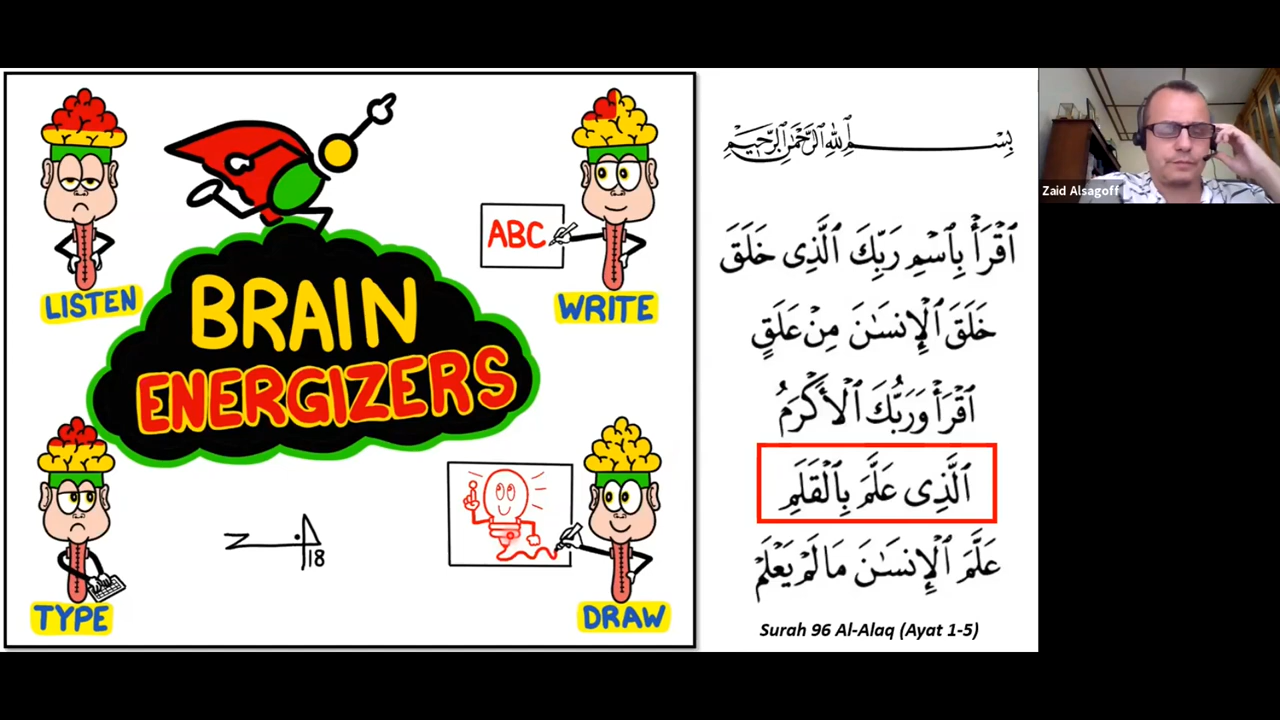 LISTEN
ABC
WRITE
BRAIN
ENERGIZERS
18
TYPE
DRAW
بِسْمِ ٱللَّهِ ٱلرَّحْمَٰنِ ٱلرَّحِيمِ
ٱقْرَأْ بِٱسْمِ رَبِّكَ ٱلَّذِى خَلَقَ
خَلَقَ ٱلْإِنسَٰنَ مِنْ عَلَقٍ
ٱقْرَأْ وَرَبُّكَ ٱلْأَكْرَمُ
ٱلَّذِى عَلَّمَ بِٱلْقَلَمِ
عَلَّمَ ٱلْإِنسَٰنَ مَا لَمْ يَعْلَمْ
Surah 96 Al-Alaq (Ayat 1-5)
Zaid Alsagoff